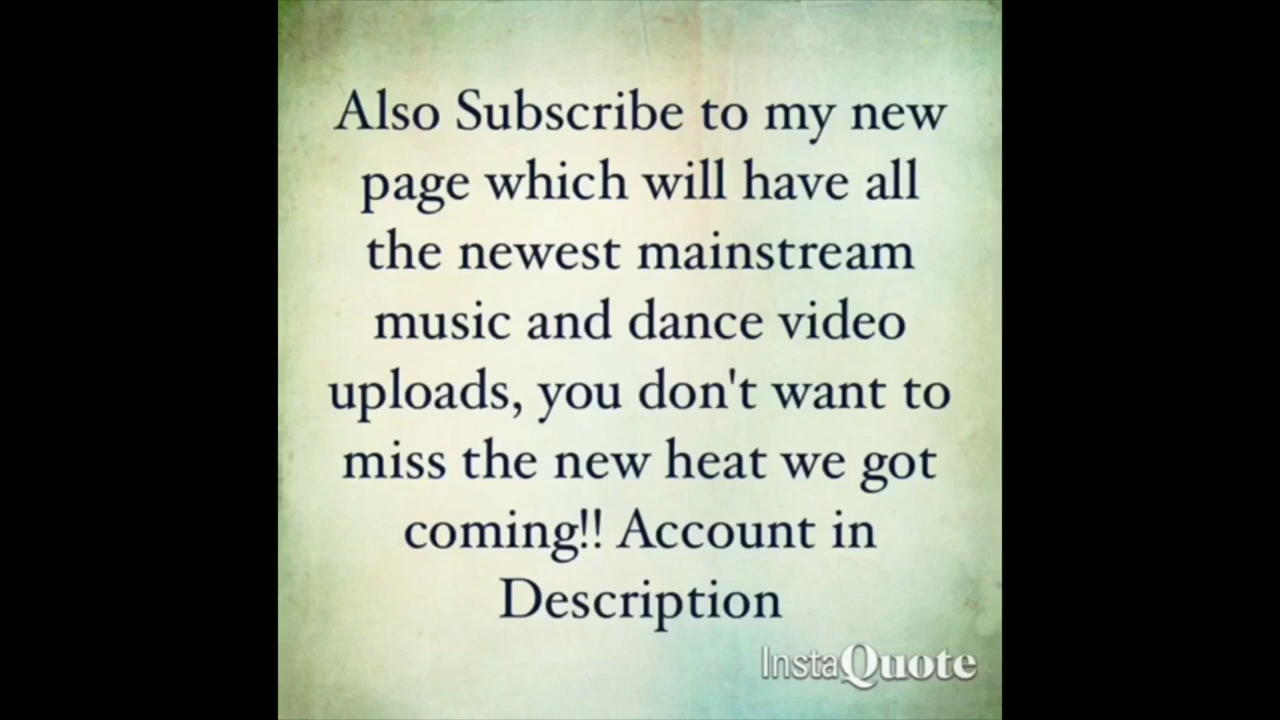 Also Subscribe to my new
page which will have all
the newest mainstream
music and dance video
uploads, you don't want to
miss the new heat we got
coming!! Account in
Description
InstaQuote